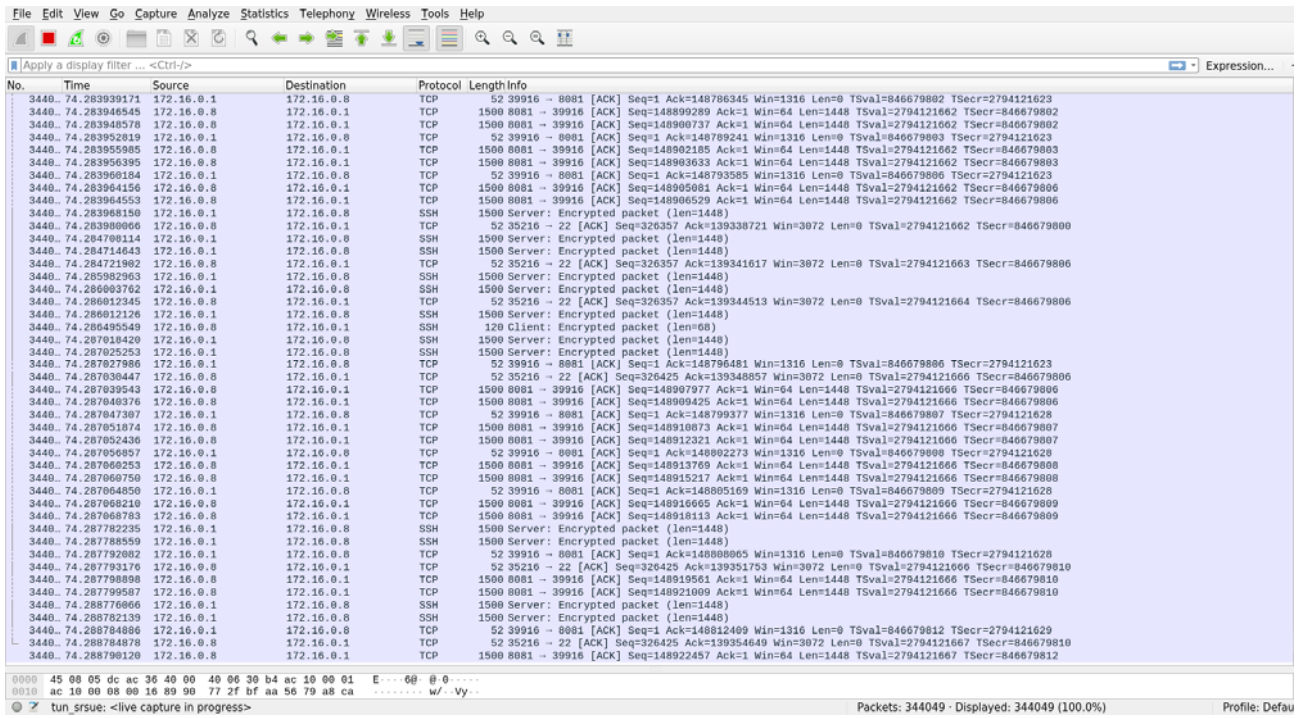 File Edit View Go Capture Analyze Statistics Telephony Wireless Tools Help
Apply a display filter ... <Ctrl-/> Expression...
No. Time Source Destination Protocol Length Info
3440… 74.283939171 172.16.0.1 172.16.0.8 TCP 52 39916 → 8081 [ACK] Seq=1 Ack=148786345 Win=1316 Len=0 TSval=846679802 TSecr=2794121623
3440… 74.283946545 172.16.0.8 172.16.0.1 TCP 1500 8081 → 39916 [ACK] Seq=148899289 Ack=1 Win=64 Len=1448 TSval=2794121662 TSecr=846679802
3440… 74.283948578 172.16.0.8 172.16.0.1 TCP 1500 8081 → 39916 [ACK] Seq=148900737 Ack=1 Win=64 Len=1448 TSval=2794121662 TSecr=846679802
3440… 74.283952819 172.16.0.1 172.16.0.8 TCP 52 39916 → 8081 [ACK] Seq=1 Ack=148789241 Win=1316 Len=0 TSval=846679803 TSecr=2794121623
3440… 74.283955985 172.16.0.8 172.16.0.1 TCP 1500 8081 → 39916 [ACK] Seq=148902185 Ack=1 Win=64 Len=1448 TSval=2794121662 TSecr=846679803
3440… 74.283956395 172.16.0.8 172.16.0.1 TCP 1500 8081 → 39916 [ACK] Seq=148903633 Ack=1 Win=64 Len=1448 TSval=2794121662 TSecr=846679803
3440… 74.283960184 172.16.0.1 172.16.0.8 TCP 52 39916 → 8081 [ACK] Seq=1 Ack=148793585 Win=1316 Len=0 TSval=846679806 TSecr=2794121623
3440… 74.283964156 172.16.0.8 172.16.0.1 TCP 1500 8081 → 39916 [ACK] Seq=148905081 Ack=1 Win=64 Len=1448 TSval=2794121662 TSecr=846679806
3440… 74.283964553 172.16.0.8 172.16.0.1 TCP 1500 8081 → 39916 [ACK] Seq=148906529 Ack=1 Win=64 Len=1448 TSval=2794121662 TSecr=846679806
3440… 74.283968150 172.16.0.1 172.16.0.8 SSH 1500 Server: Encrypted packet (len=1448)
3440… 74.283980066 172.16.0.8 172.16.0.1 TCP 52 35216 → 22 [ACK] Seq=326357 Ack=139338721 Win=3072 Len=0 TSval=2794121662 TSecr=846679800
3440… 74.284708114 172.16.0.1 172.16.0.8 SSH 1500 Server: Encrypted packet (len=1448)
3440… 74.284714643 172.16.0.1 172.16.0.8 SSH 1500 Server: Encrypted packet (len=1448)
3440… 74.284721902 172.16.0.8 172.16.0.1 TCP 52 35216 → 22 [ACK] Seq=326357 Ack=139341617 Win=3072 Len=0 TSval=2794121663 TSecr=846679806
3440… 74.285982963 172.16.0.1 172.16.0.8 SSH 1500 Server: Encrypted packet (len=1448)
3440… 74.286003762 172.16.0.1 172.16.0.8 SSH 1500 Server: Encrypted packet (len=1448)
3440… 74.286012345 172.16.0.8 172.16.0.1 TCP 52 35216 → 22 [ACK] Seq=326357 Ack=139344513 Win=3072 Len=0 TSval=2794121664 TSecr=846679806
3440… 74.286012126 172.16.0.1 172.16.0.8 SSH 1500 Server: Encrypted packet (len=1448)
3440… 74.286495549 172.16.0.8 172.16.0.1 SSH 120 Client: Encrypted packet (len=68)
3440… 74.287018420 172.16.0.1 172.16.0.8 SSH 1500 Server: Encrypted packet (len=1448)
3440… 74.287025253 172.16.0.1 172.16.0.8 SSH 1500 Server: Encrypted packet (len=1448)
3440… 74.287027986 172.16.0.1 172.16.0.8 TCP 52 39916 → 8081 [ACK] Seq=1 Ack=148796481 Win=1316 Len=0 TSval=846679806 TSecr=2794121623
3440… 74.287030447 172.16.0.8 172.16.0.1 TCP 52 35216 → 22 [ACK] Seq=326425 Ack=139348857 Win=3072 Len=0 TSval=2794121666 TSecr=846679806
3440… 74.287039543 172.16.0.8 172.16.0.1 TCP 1500 8081 → 39916 [ACK] Seq=148907977 Ack=1 Win=64 Len=1448 TSval=2794121666 TSecr=846679806
3440… 74.287040376 172.16.0.8 172.16.0.1 TCP 1500 8081 → 39916 [ACK] Seq=148909425 Ack=1 Win=64 Len=1448 TSval=2794121666 TSecr=846679806
3440… 74.287047307 172.16.0.1 172.16.0.8 TCP 52 39916 → 8081 [ACK] Seq=1 Ack=148799377 Win=1316 Len=0 TSval=846679807 TSecr=2794121628
3440… 74.287051874 172.16.0.8 172.16.0.1 TCP 1500 8081 → 39916 [ACK] Seq=148910873 Ack=1 Win=64 Len=1448 TSval=2794121666 TSecr=846679807
3440… 74.287052436 172.16.0.8 172.16.0.1 TCP 1500 8081 → 39916 [ACK] Seq=148912321 Ack=1 Win=64 Len=1448 TSval=2794121666 TSecr=846679807
3440… 74.287056857 172.16.0.1 172.16.0.8 TCP 52 39916 → 8081 [ACK] Seq=1 Ack=148802273 Win=1316 Len=0 TSval=846679808 TSecr=2794121628
3440… 74.287060253 172.16.0.8 172.16.0.1 TCP 1500 8081 → 39916 [ACK] Seq=148913769 Ack=1 Win=64 Len=1448 TSval=2794121666 TSecr=846679808
3440… 74.287060750 172.16.0.8 172.16.0.1 TCP 1500 8081 → 39916 [ACK] Seq=148915217 Ack=1 Win=64 Len=1448 TSval=2794121666 TSecr=846679808
3440… 74.287064850 172.16.0.1 172.16.0.8 TCP 52 39916 → 8081 [ACK] Seq=1 Ack=148805169 Win=1316 Len=0 TSval=846679809 TSecr=2794121628
3440… 74.287068210 172.16.0.8 172.16.0.1 TCP 1500 8081 → 39916 [ACK] Seq=148916665 Ack=1 Win=64 Len=1448 TSval=2794121666 TSecr=846679809
3440… 74.287068783 172.16.0.8 172.16.0.1 TCP 1500 8081 → 39916 [ACK] Seq=148918113 Ack=1 Win=64 Len=1448 TSval=2794121666 TSecr=846679809
3440… 74.287782235 172.16.0.1 172.16.0.8 SSH 1500 Server: Encrypted packet (len=1448)
3440… 74.287788559 172.16.0.1 172.16.0.8 SSH 1500 Server: Encrypted packet (len=1448)
3440… 74.287792082 172.16.0.1 172.16.0.8 TCP 52 39916 → 8081 [ACK] Seq=1 Ack=148808065 Win=1316 Len=0 TSval=846679810 TSecr=2794121628
3440… 74.287793176 172.16.0.8 172.16.0.1 TCP 52 35216 → 22 [ACK] Seq=326425 Ack=139351753 Win=3072 Len=0 TSval=2794121666 TSecr=846679810
3440… 74.287798898 172.16.0.8 172.16.0.1 TCP 1500 8081 → 39916 [ACK] Seq=148919561 Ack=1 Win=64 Len=1448 TSval=2794121666 TSecr=846679810
3440… 74.287799587 172.16.0.8 172.16.0.1 TCP 1500 8081 → 39916 [ACK] Seq=148921009 Ack=1 Win=64 Len=1448 TSval=2794121666 TSecr=846679810
3440… 74.288776066 172.16.0.1 172.16.0.8 SSH 1500 Server: Encrypted packet (len=1448)
3440… 74.288782139 172.16.0.1 172.16.0.8 SSH 1500 Server: Encrypted packet (len=1448)
3440… 74.288784886 172.16.0.1 172.16.0.8 TCP 52 39916 → 8081 [ACK] Seq=1 Ack=148812409 Win=1316 Len=0 TSval=846679812 TSecr=2794121629
3440… 74.288784878 172.16.0.8 172.16.0.1 TCP 52 35216 → 22 [ACK] Seq=326425 Ack=139354649 Win=3072 Len=0 TSval=2794121667 TSecr=846679810
3440… 74.288790120 172.16.0.8 172.16.0.1 TCP 1500 8081 → 39916 [ACK] Seq=148922457 Ack=1 Win=64 Len=1448 TSval=2794121667 TSecr=846679812
0000 45 08 05 dc ac 36 40 00 40 06 30 b4 ac 10 00 01 E····6@· @·0·····
0010 ac 10 00 08 00 16 89 90 77 2f bf aa 56 79 a8 ca ········ w/··Vy··
tun_srsue: <live capture in progress> Packets: 344049 · Displayed: 344049 (100.0%) Profile: Defau